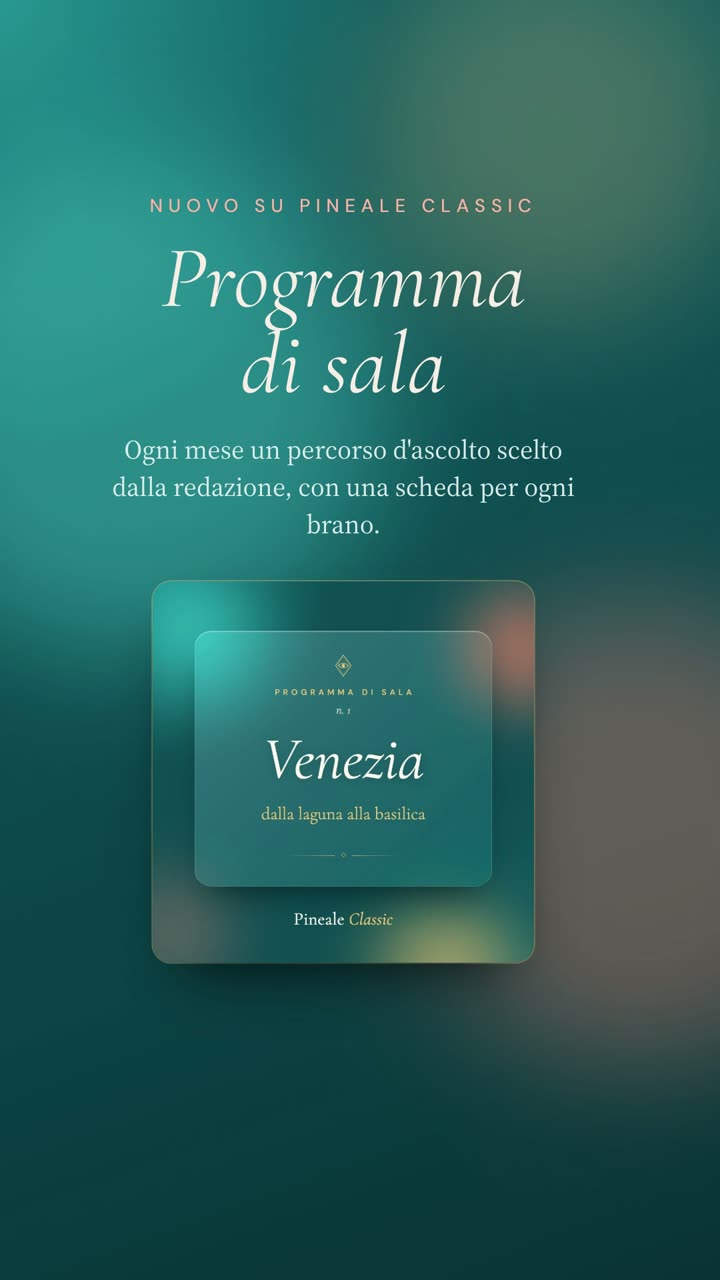 NUOVO SU PINEALE CLASSIC
Programma
di sala
Ogni mese un percorso d'ascolto scelto
dalla redazione, con una scheda per ogni
brano.
PROGRAMMA DI SALA
n. 1
Venezia
dalla laguna alla basilica
Pineale Classic